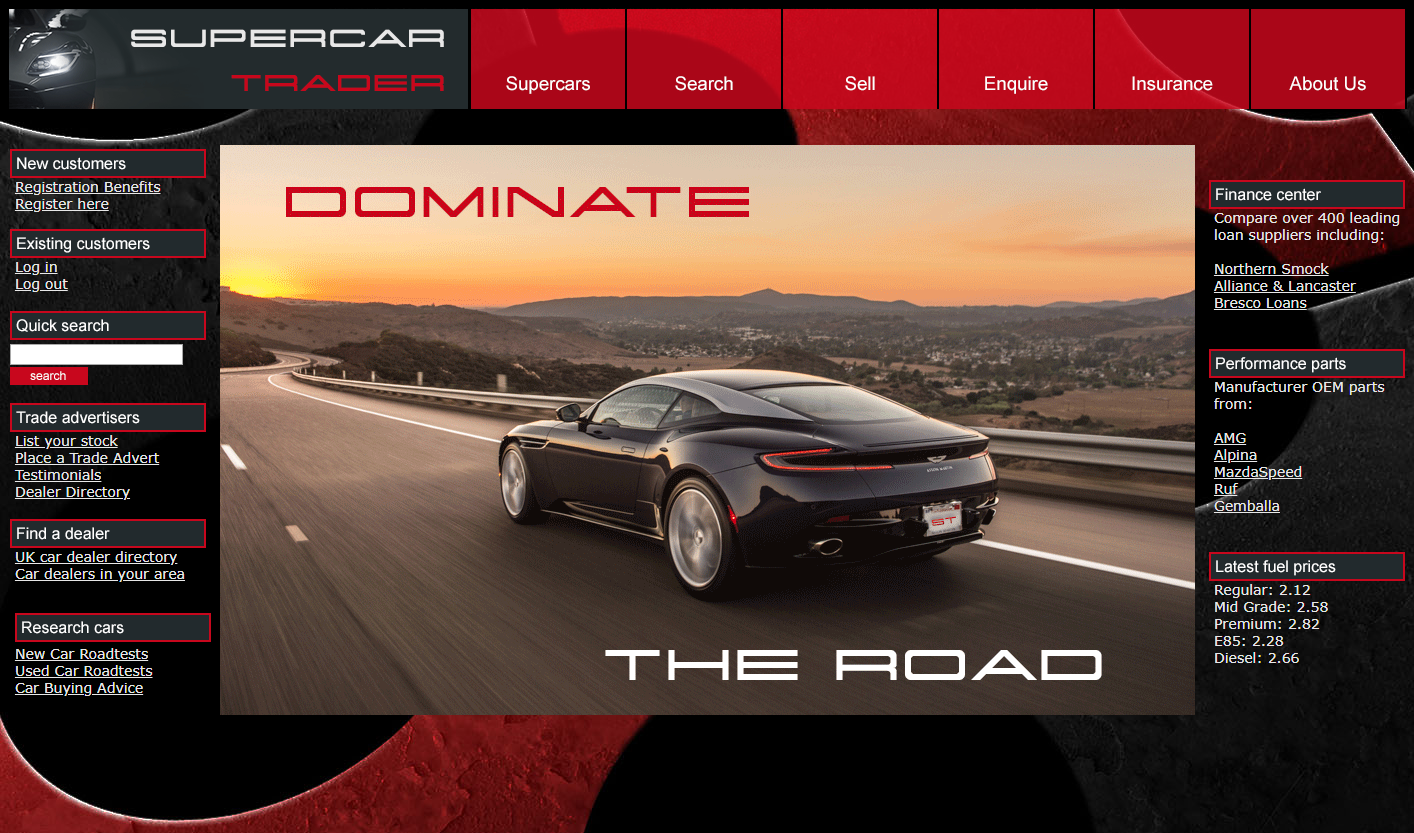 SUPERCAR
TRADER
Supercars
Search
Sell
Enquire
Insurance
About Us
New customers
Registration Benefits
Register here
Existing customers
Log in
Log out
Quick search
search
Trade advertisers
List your stock
Place a Trade Advert
Testimonials
Dealer Directory
Find a dealer
UK car dealer directory
Car dealers in your area
Research cars
New Car Roadtests
Used Car Roadtests
Car Buying Advice
DOMINATE
ASTON MARTIN
ST
THE ROAD
Finance center
Compare over 400 leading
loan suppliers including:
Northern Smock
Alliance & Lancaster
Bresco Loans
Performance parts
Manufacturer OEM parts
from:
AMG
Alpina
MazdaSpeed
Ruf
Gemballa
Latest fuel prices
Regular: 2.12
Mid Grade: 2.58
Premium: 2.82
E85: 2.28
Diesel: 2.66